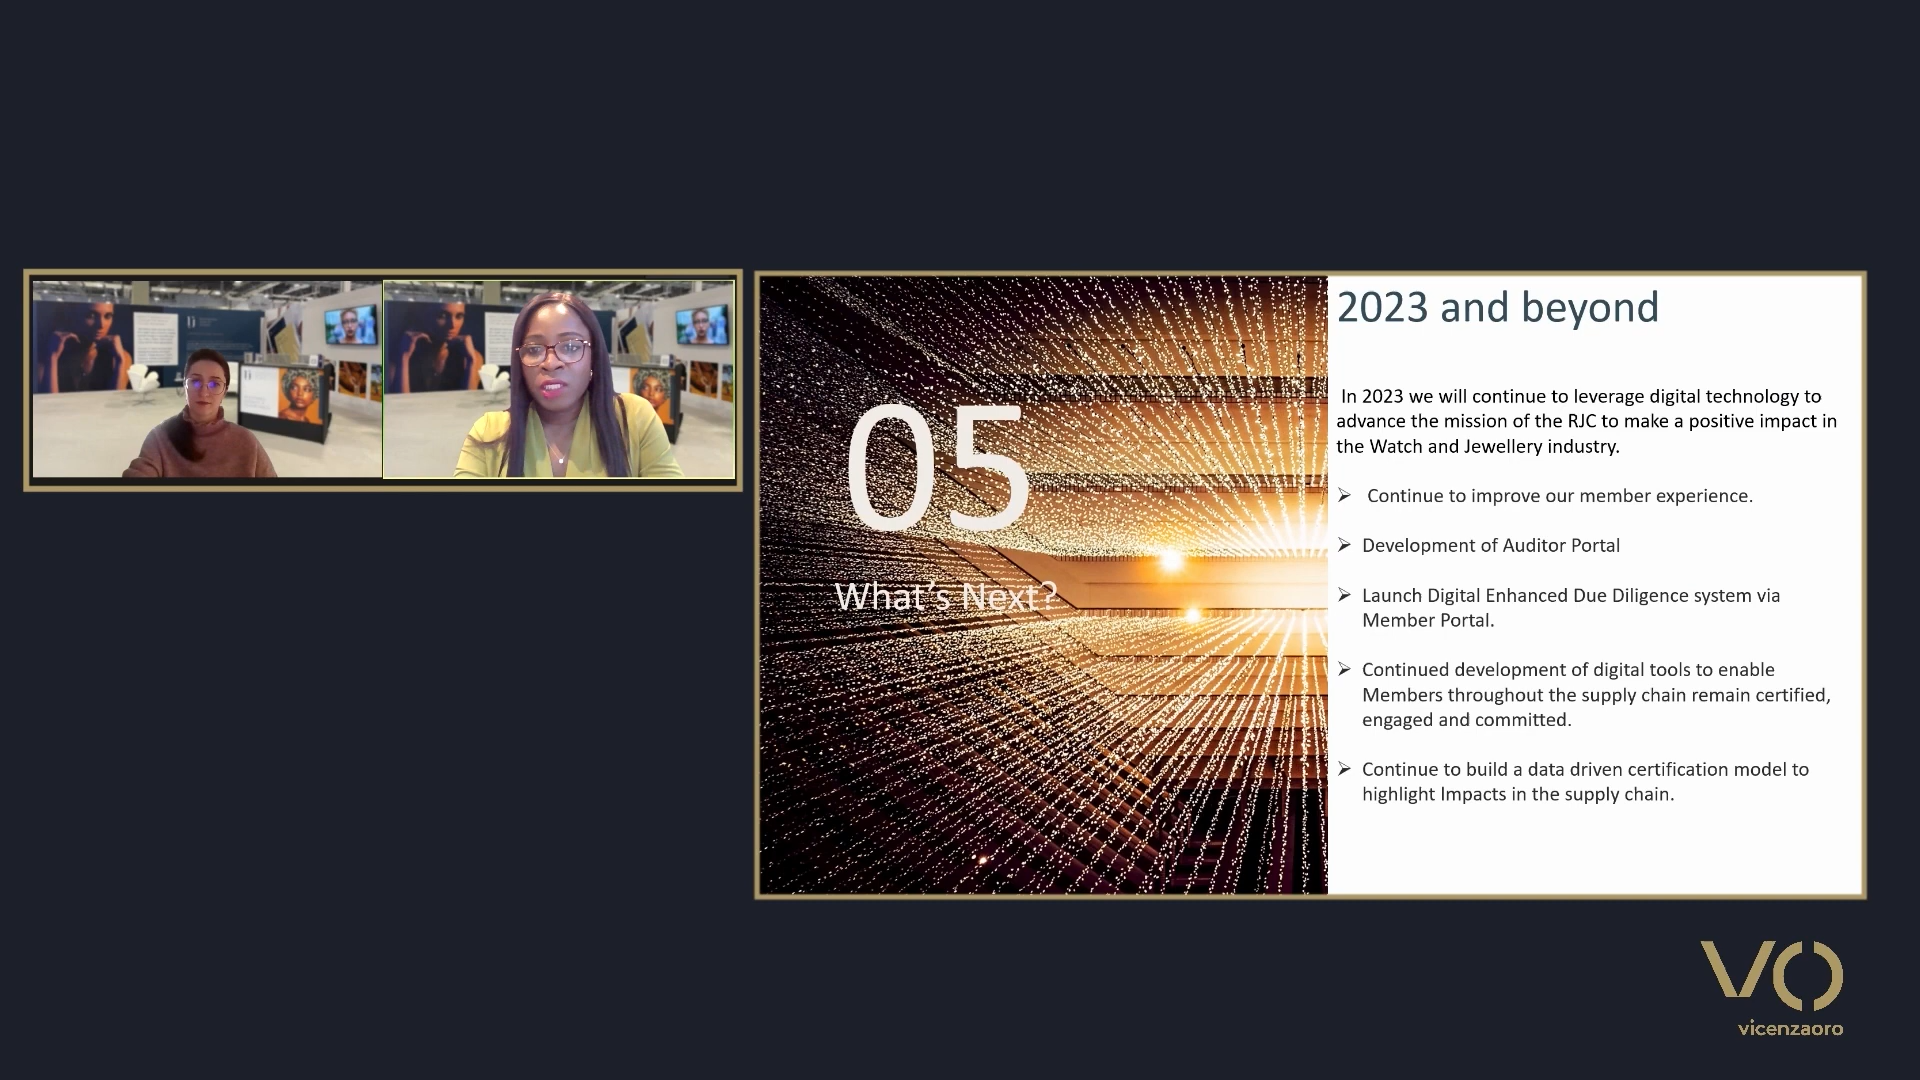 05
What's Next?
2023 and beyond
In 2023 we will continue to leverage digital technology to
advance the mission of the RJC to make a positive impact in
the Watch and Jewellery industry.
Continue to improve our member experience.
Development of Auditor Portal
Launch Digital Enhanced Due Diligence system via
Member Portal.
Continued development of digital tools to enable
Members throughout the supply chain remain certified,
engaged and committed.
Continue to build a data driven certification model to
highlight Impacts in the supply chain.
VO
vicenzaoro